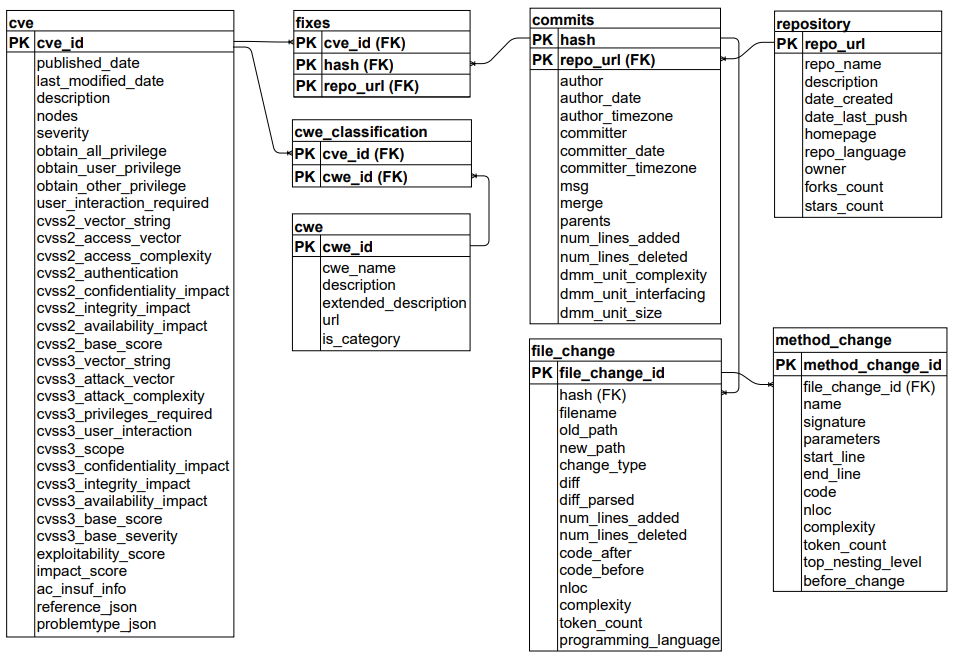 cve
PK cve_id
published_date
last_modified_date
description
nodes
severity
obtain_all_privilege
obtain_user_privilege
obtain_other_privilege
user_interaction_required
cvss2_vector_string
cvss2_access_vector
cvss2_access_complexity
cvss2_authentication
cvss2_confidentiality_impact
cvss2_integrity_impact
cvss2_availability_impact
cvss2_base_score
cvss3_vector_string
cvss3_attack_vector
cvss3_attack_complexity
cvss3_privileges_required
cvss3_user_interaction
cvss3_scope
cvss3_confidentiality_impact
cvss3_integrity_impact
cvss3_availability_impact
cvss3_base_score
cvss3_base_severity
exploitability_score
impact_score
ac_insuf_info
reference_json
problemtype_json
fixes
PK cve_id (FK)
PK hash (FK)
PK repo_url (FK)
cwe_classification
PK cve_id (FK)
PK cwe_id (FK)
cwe
PK cwe_id
cwe_name
description
extended_description
url
is_category
commits
PK hash
PK repo_url (FK)
author
author_date
author_timezone
committer
committer_date
committer_timezone
msg
merge
parents
num_lines_added
num_lines_deleted
dmm_unit_complexity
dmm_unit_interfacing
dmm_unit_size
file_change
PK file_change_id
hash (FK)
filename
old_path
new_path
change_type
diff
diff_parsed
num_lines_added
num_lines_deleted
code_after
code_before
nloc
complexity
token_count
programming_language
repository
PK repo_url
repo_name
description
date_created
date_last_push
homepage
repo_language
owner
forks_count
stars_count
method_change
PK method_change_id
file_change_id (FK)
name
signature
parameters
start_line
end_line
code
nloc
complexity
token_count
top_nesting_level
before_change